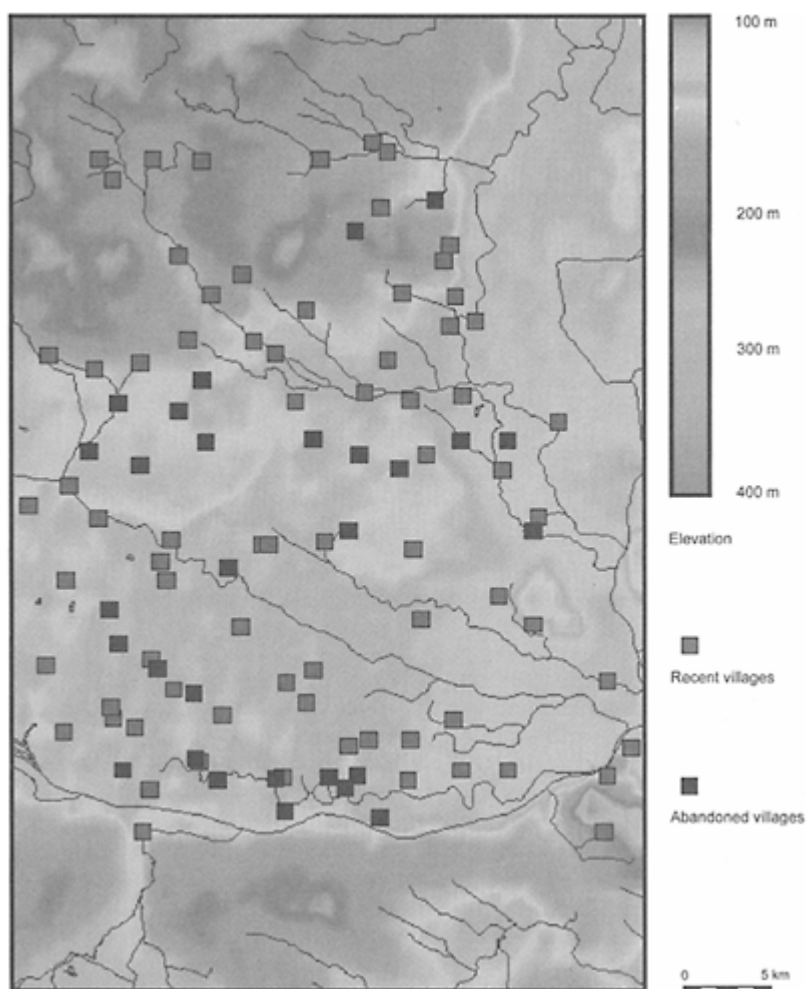 100 m
200 m
300 m
400 m
Elevation
Recent villages
Abandoned villages
0 5 km